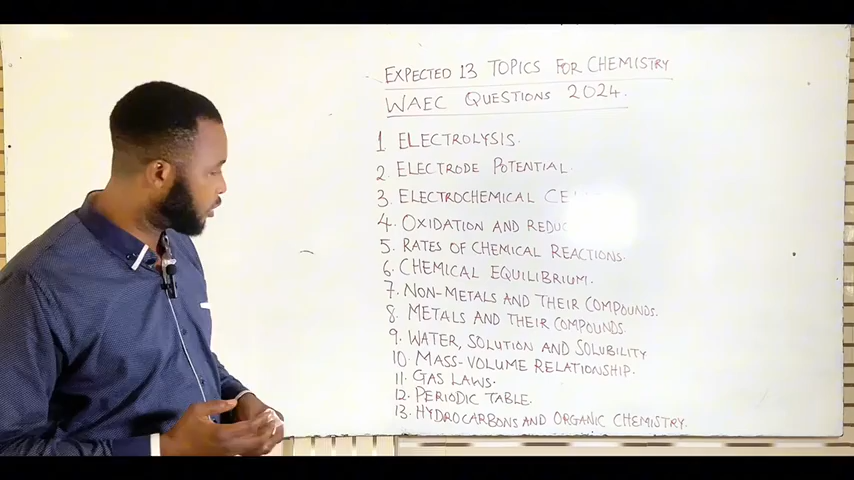 EXPECTED 13 TOPICS FOR CHEMISTRY
WAEC QUESTIONS 2024.
1 ELECTROLYSIS.
2 ELECTRODE POTENTIAL.
3. ELECTROCHEMICAL
4. OXIDATION AND
5. RATES OF CHEMICAL REACTIONS.
6. CHEMICAL EQUILIBRIUM.
7. NON-METALS AND THEIR COMPOUNDS.
8. METALS AND THEIR COMPOUNDS.
9. WATER, SOLUTION AND SOLUBILITY
10. MASS-VOLUME RELATIONSHIP.
11. GAS LAWS.
12. PERIODIC TABLE.
13. HYDROCARBONS AND ORGANIC CHEMISTRY.